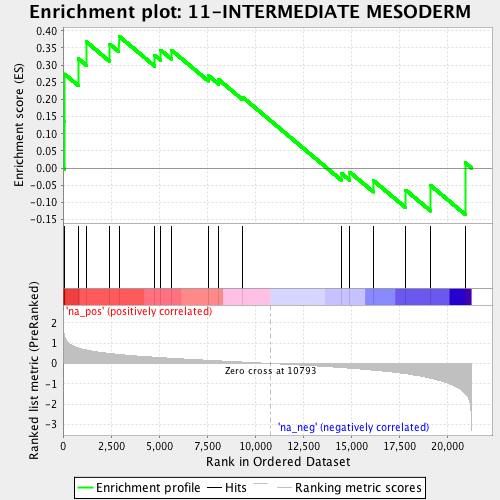 Enrichment plot: 11-INTERMEDIATE MESODERM
Enrichment score (ES)
0.40
0.35
0.30
0.25
0.20
0.15
0.10
0.05
0.00
-0.05
-0.10
-0.15
'na_pos' (positively correlated)
Ranked list metric (PreRanked)
2
1
0
-1
-2
-3
Zero cross at 10793
'na_neg' (negatively correlated)
0
2,500
5,000
7,500
10,000
12,500
15,000
17,500
20,000
Rank in Ordered Dataset
Enrichment profile
Hits
Ranking metric scores